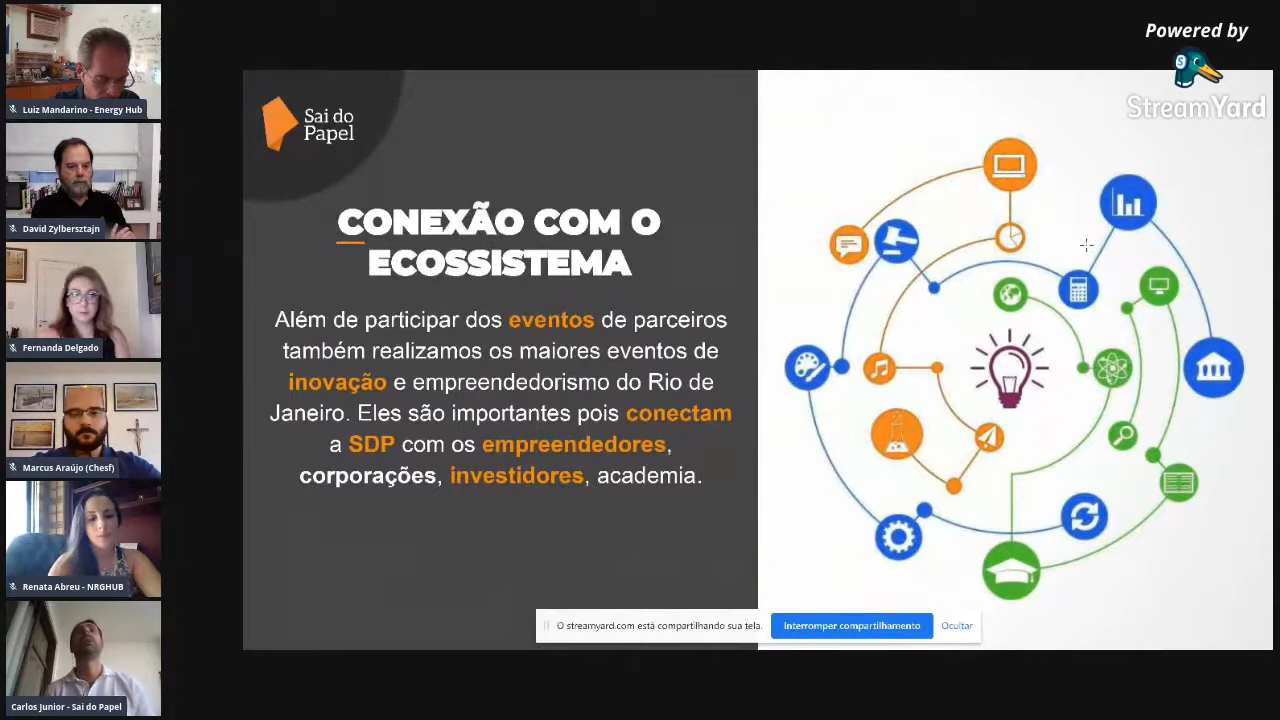 Powered by
StreamYard
Luiz Mandarino - Energy Hub
David Zylbersztajn
Fernanda Delgado
Marcus Araújo (Chesf)
Renata Abreu - NRGHUB
Carlos Junior - Sai do Papel
Sai do
Papel
CONEXÃO COM O
ECOSSISTEMA
Além de participar dos eventos de parceiros
também realizamos os maiores eventos de
inovação e empreendedorismo do Rio de
Janeiro. Eles são importantes pois conectam
a SDP com os empreendedores,
corporações, investidores, academia.
O streamyard.com está compartilhando sua tela. Interromper compartilhamento Ocultar